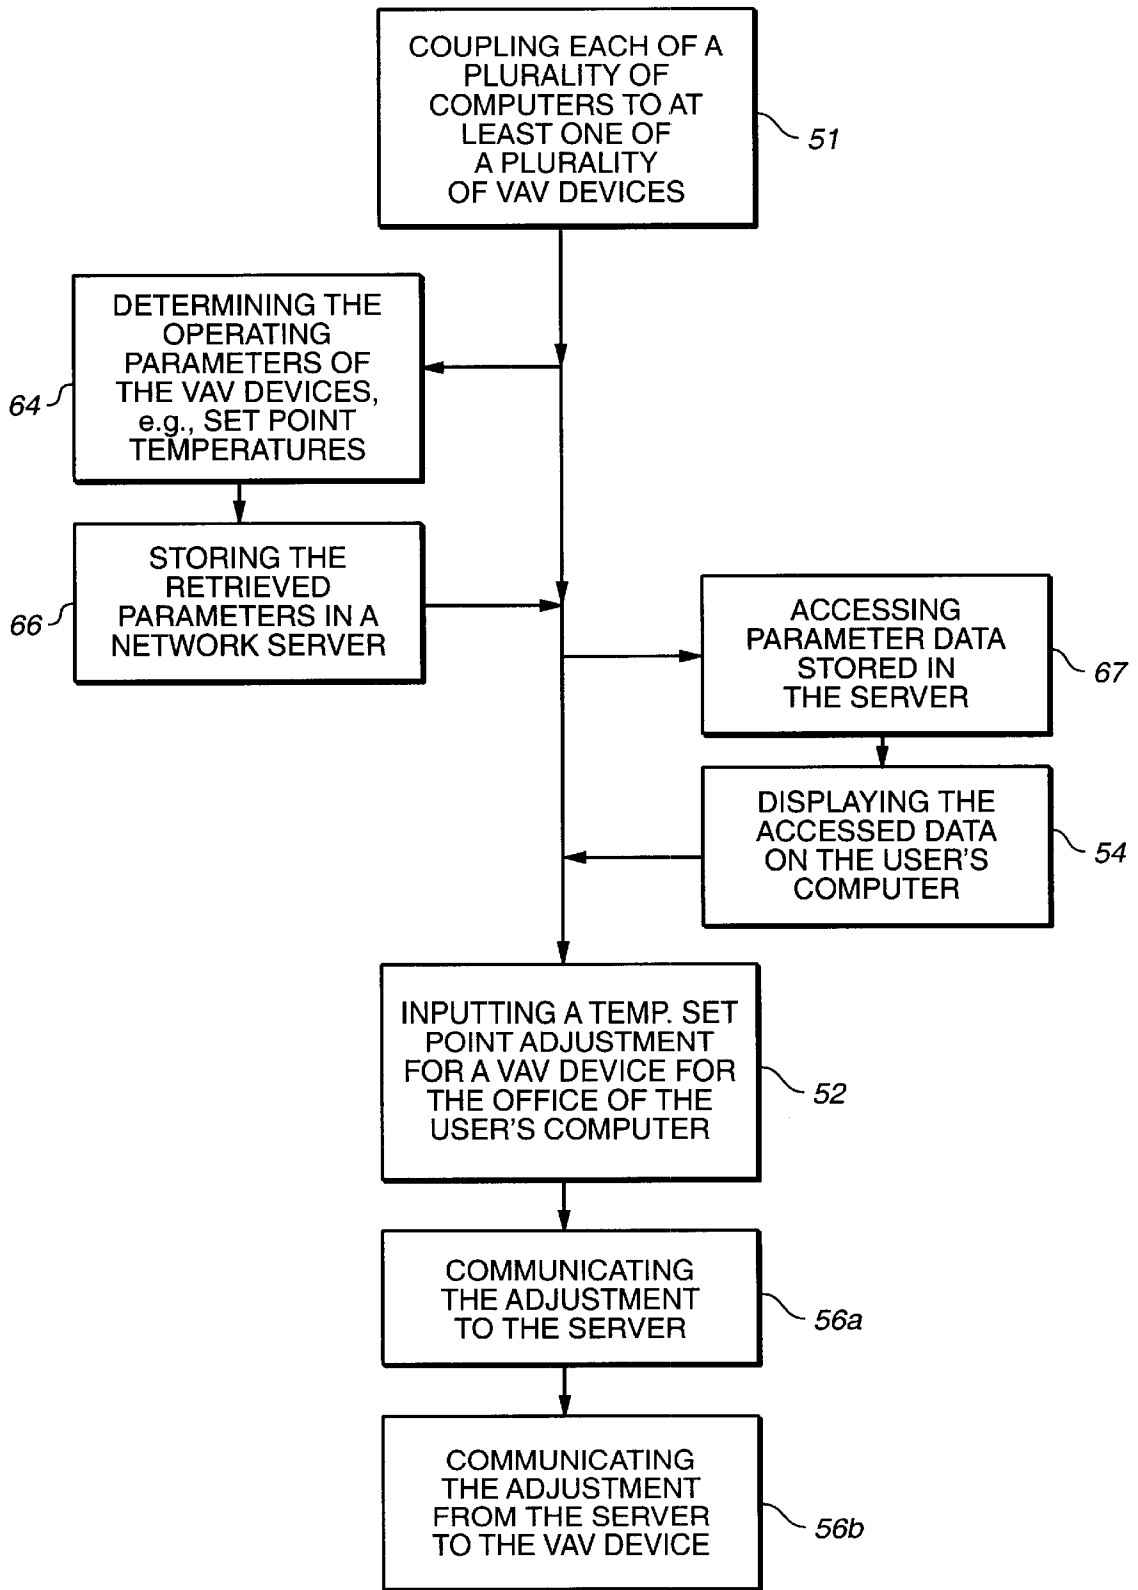 COUPLING EACH OF A
PLURALITY OF
COMPUTERS TO AT
LEAST ONE OF
A PLURALITY
OF VAV DEVICES
51
DETERMINING THE
OPERATING
PARAMETERS OF
THE VAV DEVICES,
e.g., SET POINT
TEMPERATURES
64
STORING THE
RETRIEVED
PARAMETERS IN A
NETWORK SERVER
66
ACCESSING
PARAMETER DATA
STORED IN
THE SERVER
67
DISPLAYING THE
ACCESSED DATA
ON THE USER'S
COMPUTER
54
INPUTTING A TEMP. SET
POINT ADJUSTMENT
FOR A VAV DEVICE FOR
THE OFFICE OF THE
USER'S COMPUTER
52
COMMUNICATING
THE ADJUSTMENT
TO THE SERVER
56a
COMMUNICATING
THE ADJUSTMENT
FROM THE SERVER
TO THE VAV DEVICE
56b